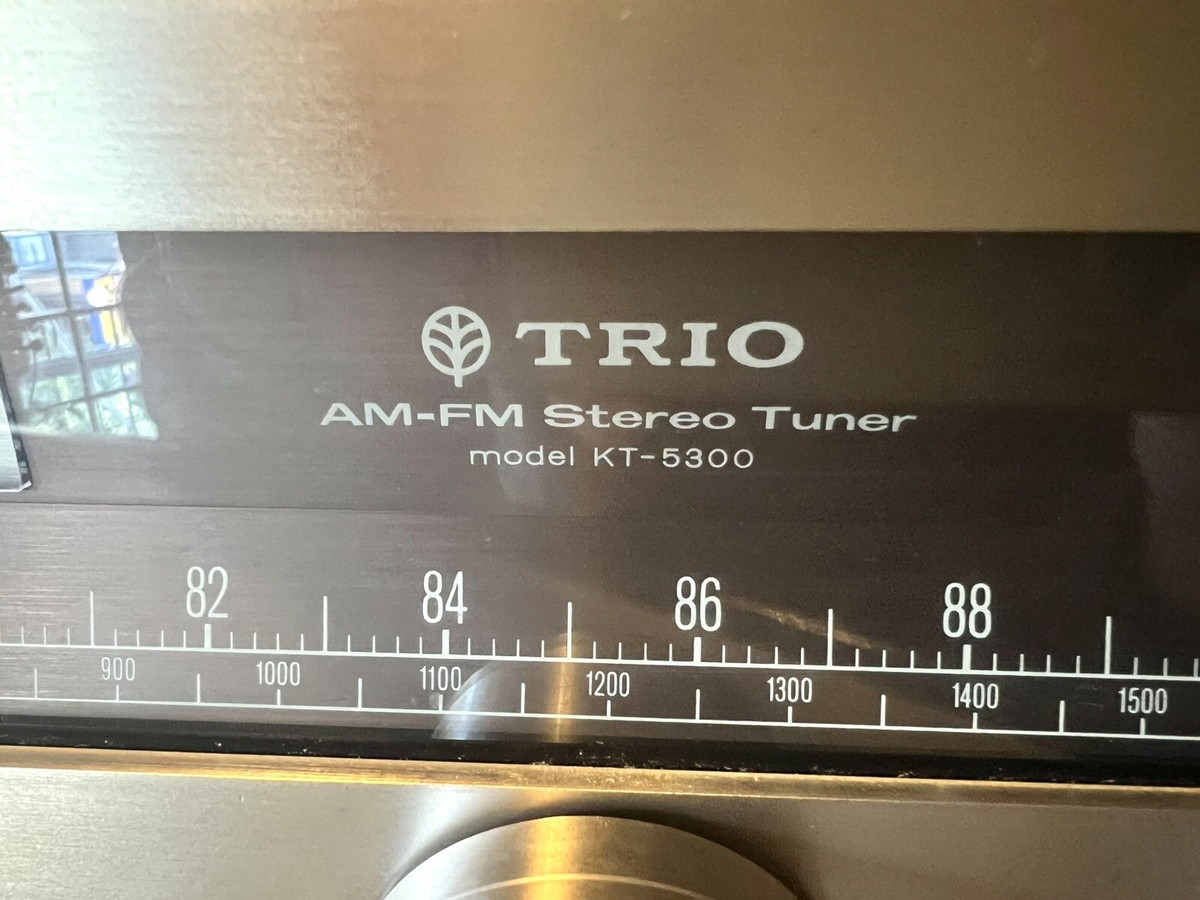 TRIO
AM-FM Stereo Tuner
model KT-5300
82 84 86 88
900 1000 1100 1200 1300 1400 1500